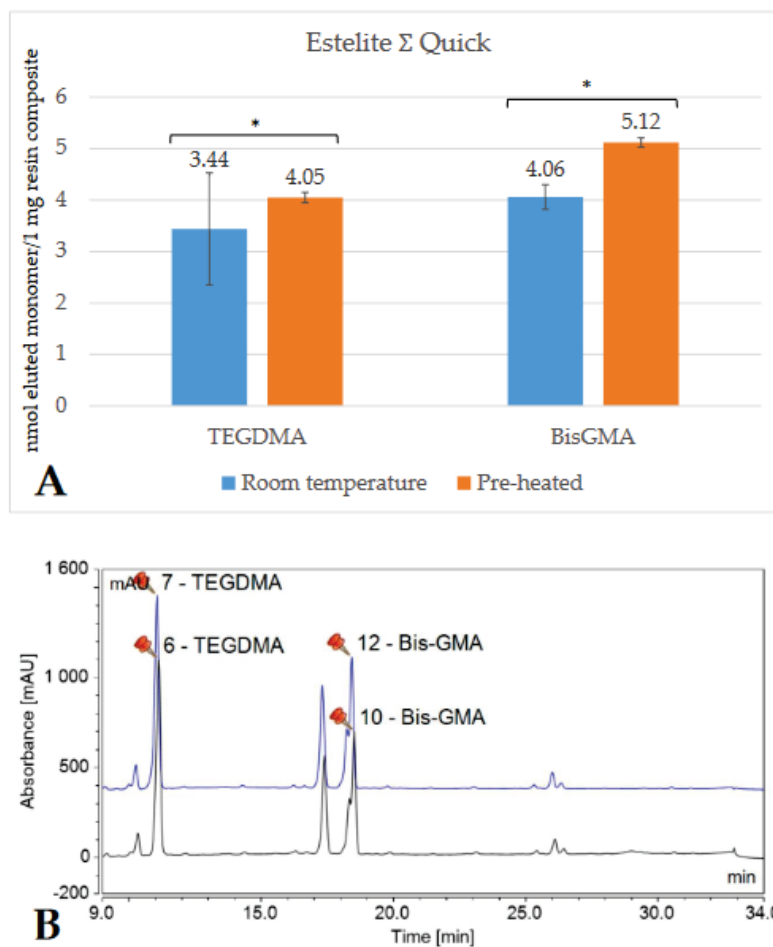 Estelite Σ Quick
nmol eluted monomer/1 mg resin composite
6
5
4
3
2
1
0
*
3.44
4.05
*
4.06
5.12
TEGDMA
BisGMA
Room temperature
Pre-heated
A
1 600
1 000
500
0
-200
Absorbance [mAU]
mAU
7 - TEGDMA
6 - TEGDMA
12 - Bis-GMA
10 - Bis-GMA
min
9.0
15.0
20.0
25.0
30.0
34.0
Time [min]
B